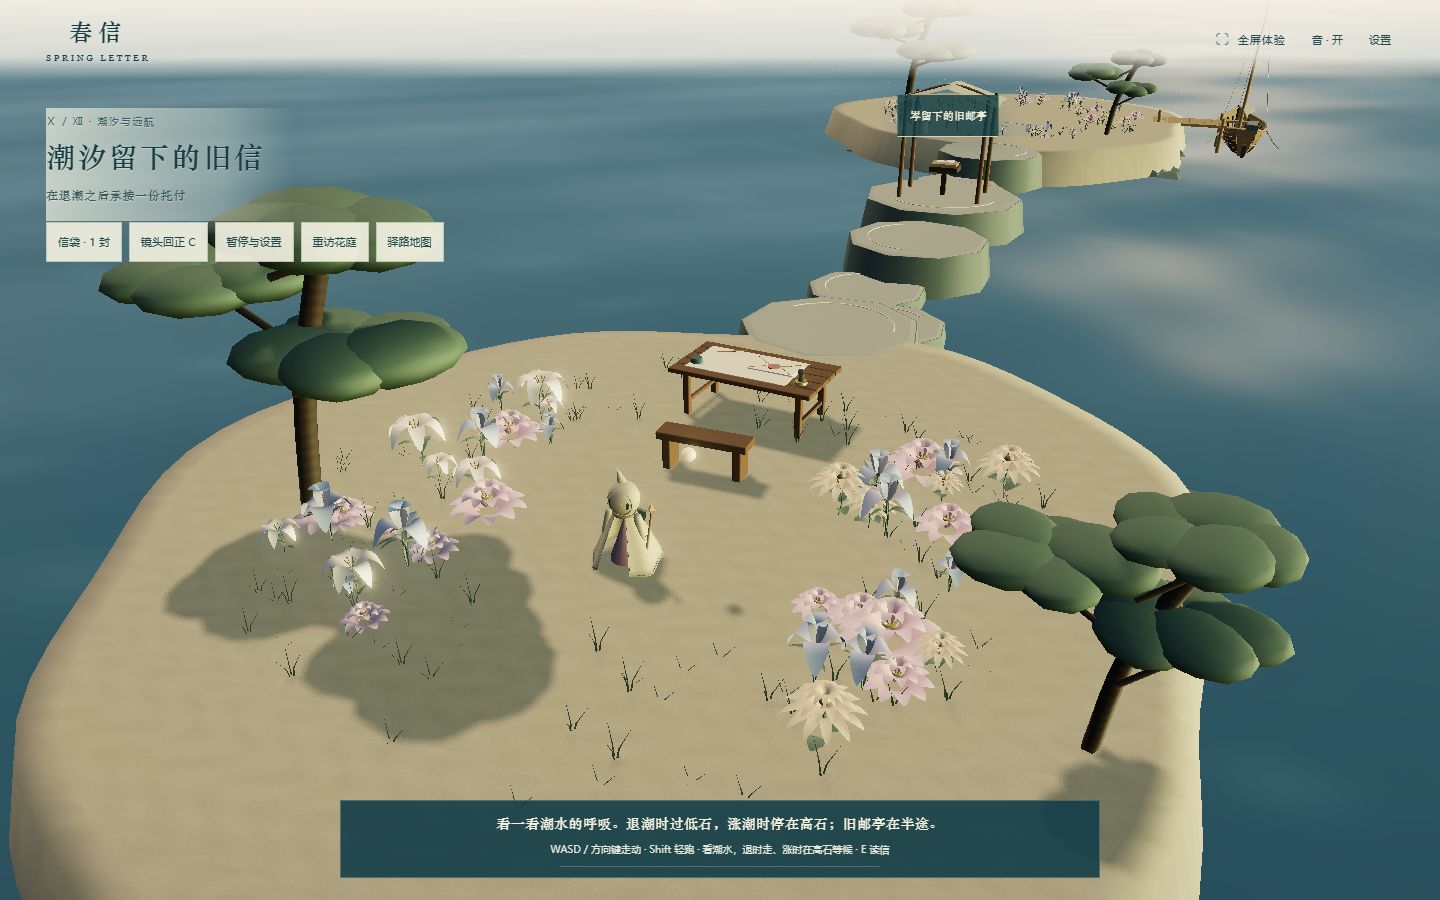 春信
SPRING LETTER
全屏体验
音 · 开
设置
X / XII · 潮汐与远航
潮汐留下的旧信
在退潮之后承接一份托付
信袋 · 1 封
镜头回正 C
暂停与设置
重访花庭
驿路地图
岑留下的旧邮亭
看一看潮水的呼吸。退潮时过低石，涨潮时停在高石；旧邮亭在半途。
WASD / 方向键走动 · Shift 轻跑 · 看潮水，退时走、涨时在高石等候 · E 读信